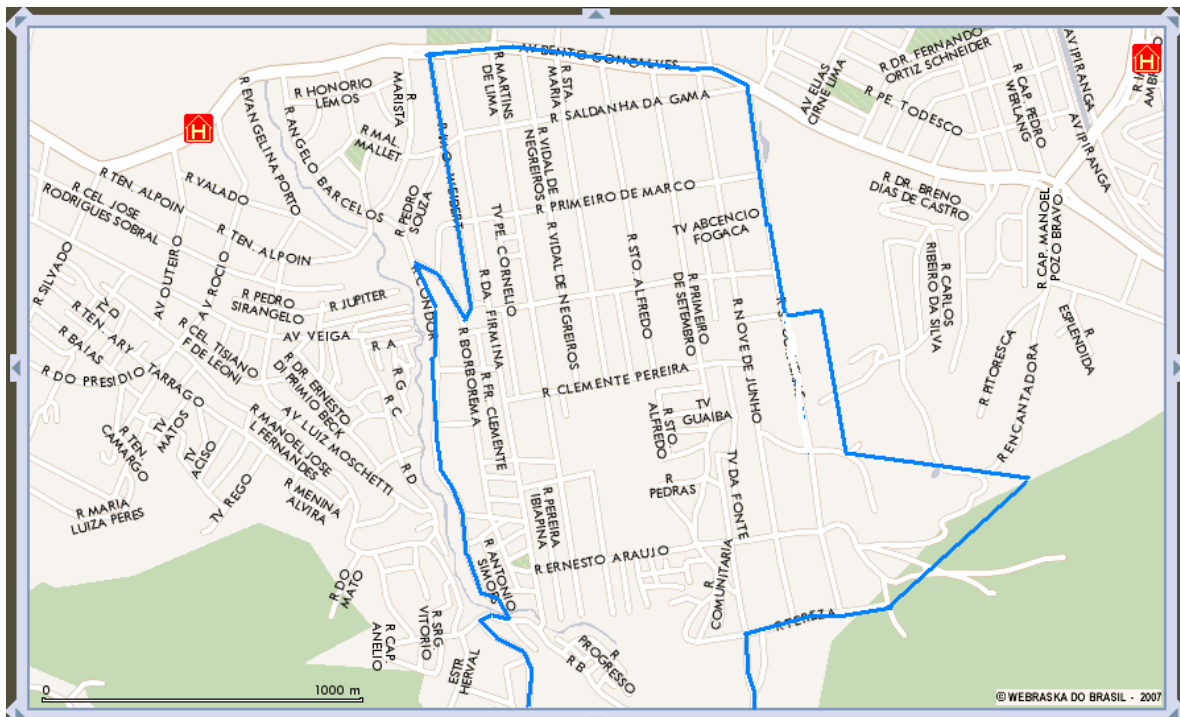 AV BENTO GONCALVES
R DR. FERNANDO
ORTIZ SCHNEIDER
AV IPIRANGA
R EVANGELINA PORTO
R HONORIO
LEMOS
R
MARISTA
R MARTINS
DE LIMA
R STA.
MARIA
R SALDANHA DA GAMA
AV ELIAS
CIRNE LIMA
R PE. TODESCO
R CAP. PEDRO
WERLANG
AV IPIRANGA
H
H
R ANGELO BARCELOS
R MAL.
MALLET
R VIDAL DE
NEGREIROS
R TEN. ALPOIN
R VALADO
R CEL. JOSE
RODRIGUES SOBRAL
R PEDRO
SOUZA
R PRIMEIRO DE MARCO
R DR. BRENO
DIAS DE CASTRO
R CAP. MANOEL
POZO BRAVO
TV PE. CORNELIO
TV ABCENCIO
FOGACA
R TEN. ALPOIN
R VIDAL DE NEGREIROS
R STO. ALFREDO
R SILVADO
AV OUTEIRO
AV ROCIO
R CONDOR
R DA FIRMINA
R PRIMEIRO
DE SETEMBRO
R NOVE DE JUNHO
R CARLOS
RIBEIRO DA SILVA
TV
D
R PEDRO
SIRANGELO
R JUPITER
R
ESPLENDIDA
R TEN. ARY TARRAGO
R CEL TISIANO
F DE LEONI
AV VEIGA
R A
R BORBOREMA
R BAIAS
R DO PRESIDIO
R DR. ERNESTO
DI PRIMIO BECK
R G
R C
R FR. CLEMENTE
R CLEMENTE PEREIRA
R PITORESCA
R ENCANTADORA
TV
GUAIBA
R STO
ALFREDO
R TEN.
CAMARGO
TV
MATOS
TV
ACISO
AV LUIZ MOSCHETTI
R MANOEL JOSE
L FERNANDES
R D
R
PEDRAS
TV DA FONTE
R MARIA
LUIZA PERES
TV REGO
R MENINA
ALVIRA
R PEREIRA
IBIAPINA
R ERNESTO ARAUJO
R ANTONIO
SIMOES
R
COMUNITARIA
R DO
MATO
R SRG
VITORIO
R CAP.
ANELIO
R TEREZA
ESTR
HERVAL
R B
R
PROGRESSO
0 1000 m
© WEBRASKA DO BRASIL - 2007